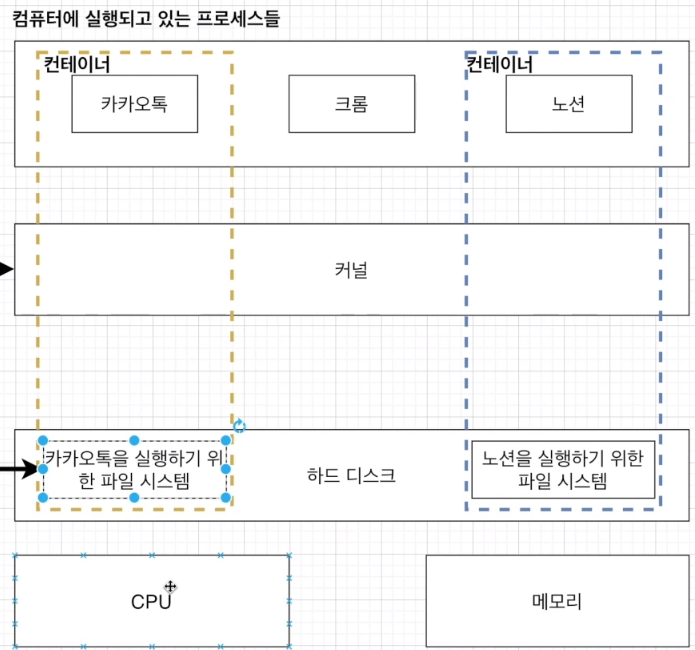 컴퓨터에 실행되고 있는 프로세스들
컨테이너
컨테이너
카카오톡
크롬
노션
커널
카카오톡을 실행하기 위
한 파일 시스템
하드 디스크
노션을 실행하기 위한
파일 시스템
CPU
메모리